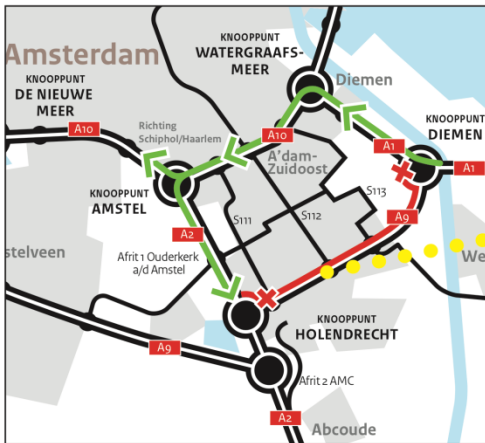 Amsterdam
KNOOPPUNT
WATERGRAAFS-
MEER
KNOOPPUNT
DE NIEUWE
MEER
Diemen
A10
Richting
Schiphol/Haarlem
A10
A1
KNOOPPUNT
DIEMEN
A'dam-
Zuidoost
A1
KNOOPPUNT
AMSTEL
S113
A2
S111
S112
A9
stelveen
Afrit 1 Ouderkerk
a/d Amstel
We
KNOOPPUNT
HOLENDRECHT
A9
Afrit 2 AMC
A2
Abcoude